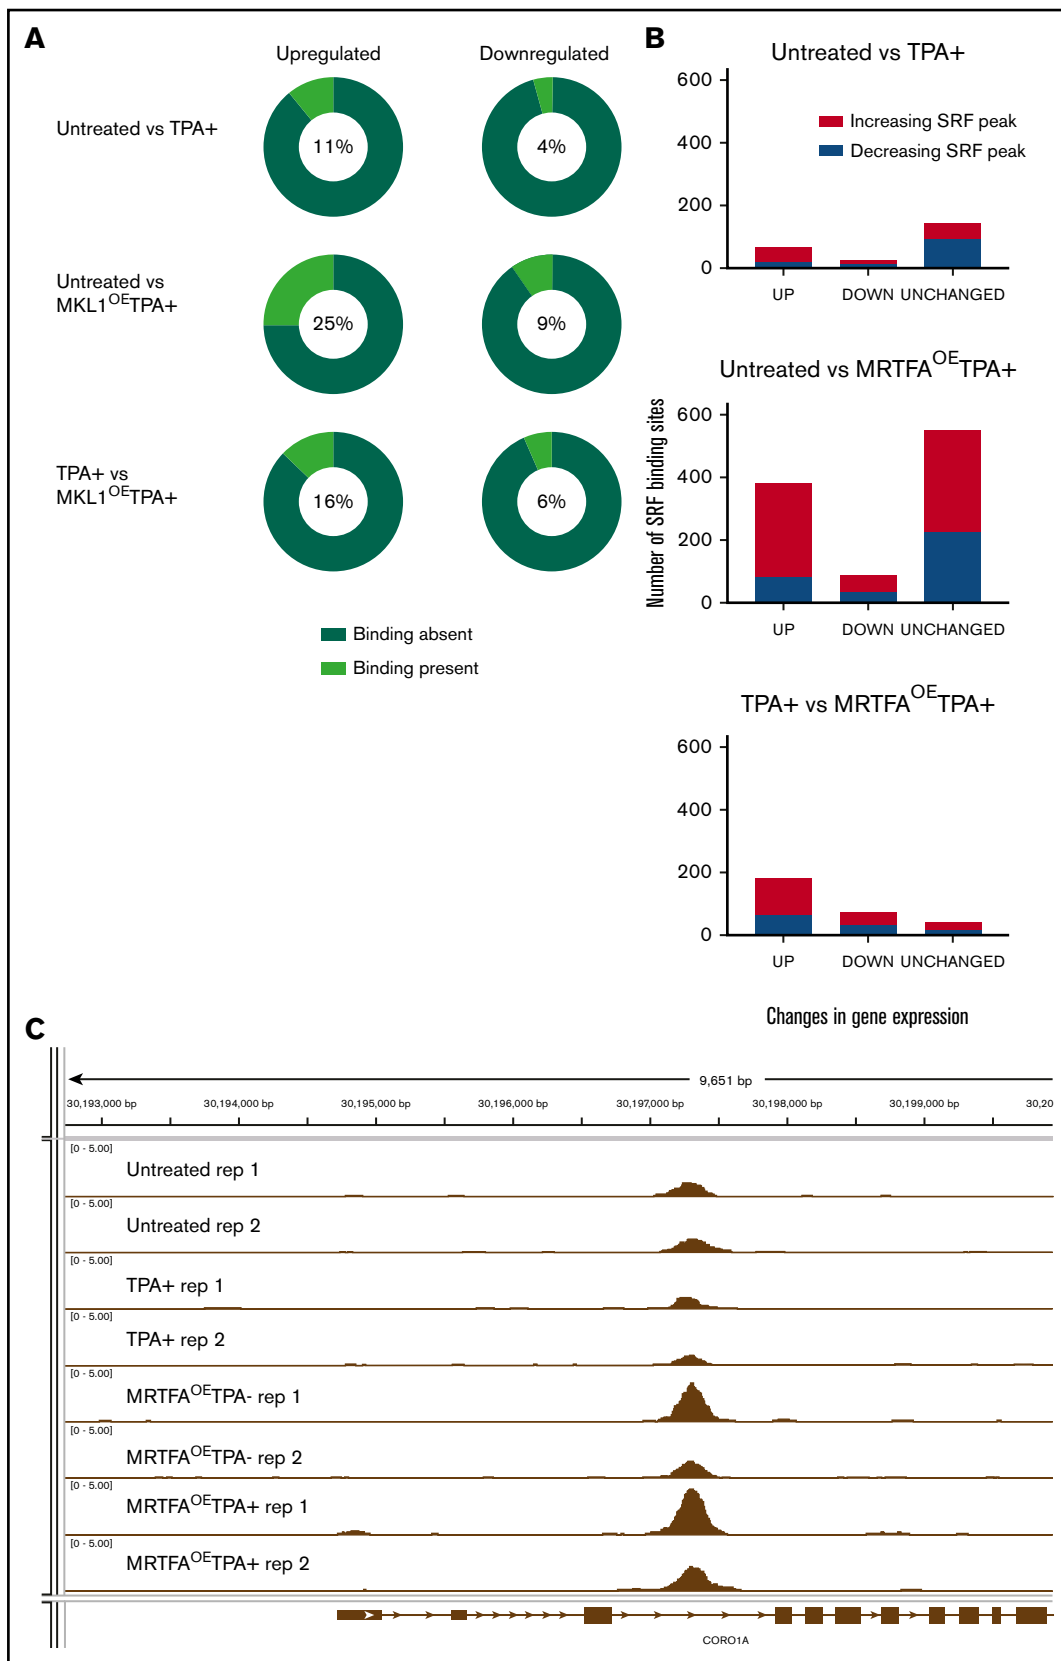 A
Upregulated
Downregulated
Untreated vs TPA+
11%
4%
Untreated vs
MKL1OETPA+
25%
9%
TPA+ vs
MKL1OETPA+
16%
6%
Binding absent
Binding present
B
Untreated vs TPA+
600
400
200
0
Increasing SRF peak
Decreasing SRF peak
UP
DOWN
UNCHANGED
Untreated vs MRTFAOETPA+
Number of SRF binding sites
600
400
200
0
UP
DOWN
UNCHANGED
TPA+ vs MRTFAOETPA+
600
400
200
0
UP
DOWN
UNCHANGED
Changes in gene expression
C
9,651 bp
30,193,000 bp
30,194,000 bp
30,195,000 bp
30,196,000 bp
30,197,000 bp
30,198,000 bp
30,199,000 bp
30,20
[0 - 5.00]
Untreated rep 1
[0 - 5.00]
Untreated rep 2
[0 - 5.00]
TPA+ rep 1
[0 - 5.00]
TPA+ rep 2
[0 - 5.00]
MRTFAOETPA- rep 1
[0 - 5.00]
MRTFAOETPA- rep 2
[0 - 5.00]
MRTFAOETPA+ rep 1
[0 - 5.00]
MRTFAOETPA+ rep 2
CORO1A